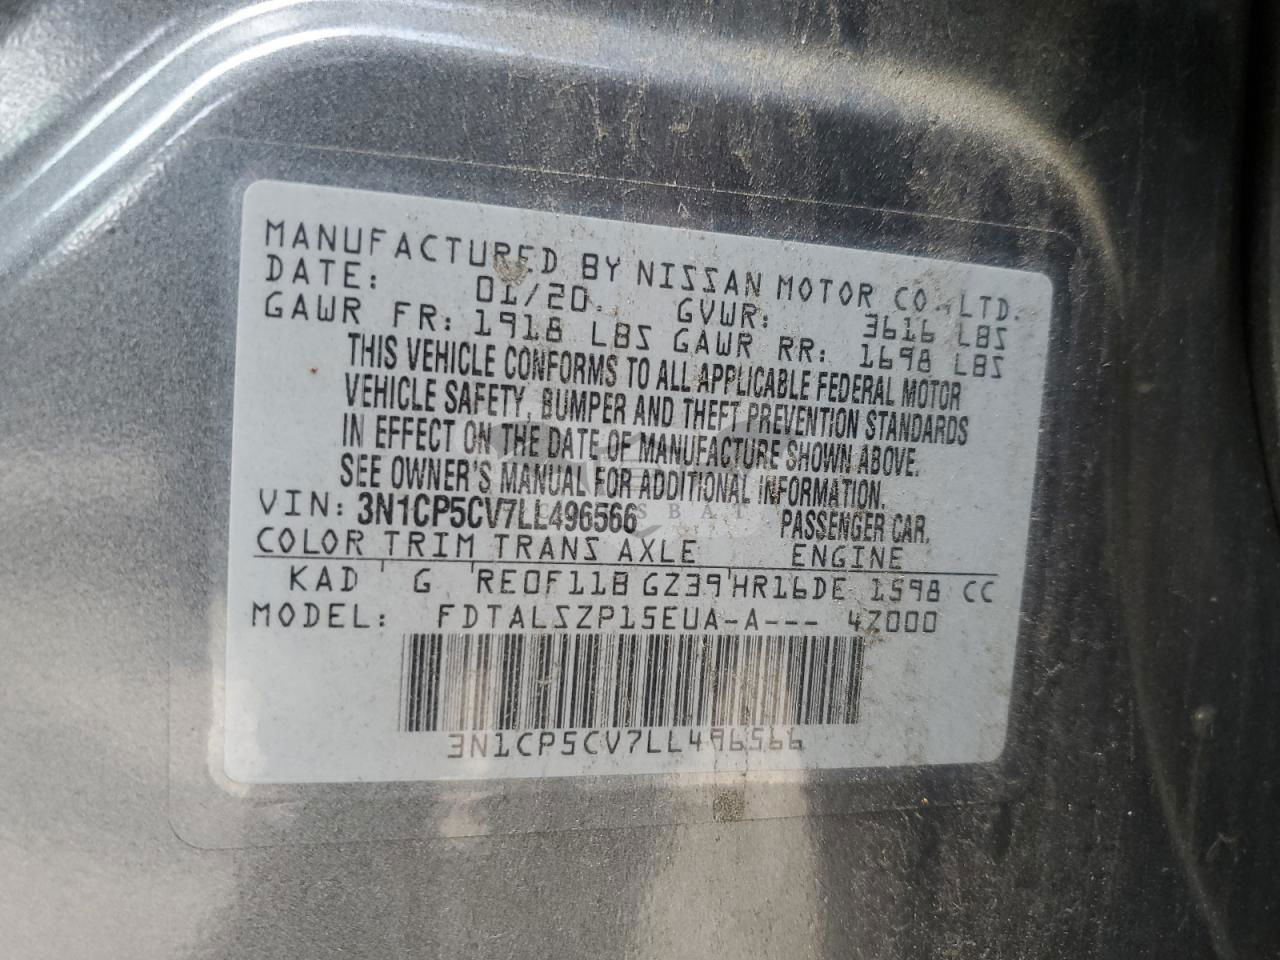 MANUFACTURED BY NISSAN MOTOR CO.,LTD.
DATE: 01/20 GVWR: 3616 LBS
GAWR FR: 1918 LBS GAWR RR: 1698 LBS
THIS VEHICLE CONFORMS TO ALL APPLICABLE FEDERAL MOTOR
VEHICLE SAFETY, BUMPER AND THEFT PREVENTION STANDARDS
IN EFFECT ON THE DATE OF MANUFACTURE SHOWN ABOVE.
SEE OWNER'S MANUAL FOR ADDITIONAL INFORMATION.
VIN: 3N1CP5CV7LL496566 PASSENGER CAR.
COLOR TRIM TRANS AXLE ENGINE
KAD G RE0F11B GZ39 HR16DE 1598 CC
MODEL: FDTALSZP15EUA-A--- 4Z000
3N1CP5CV7LL496566